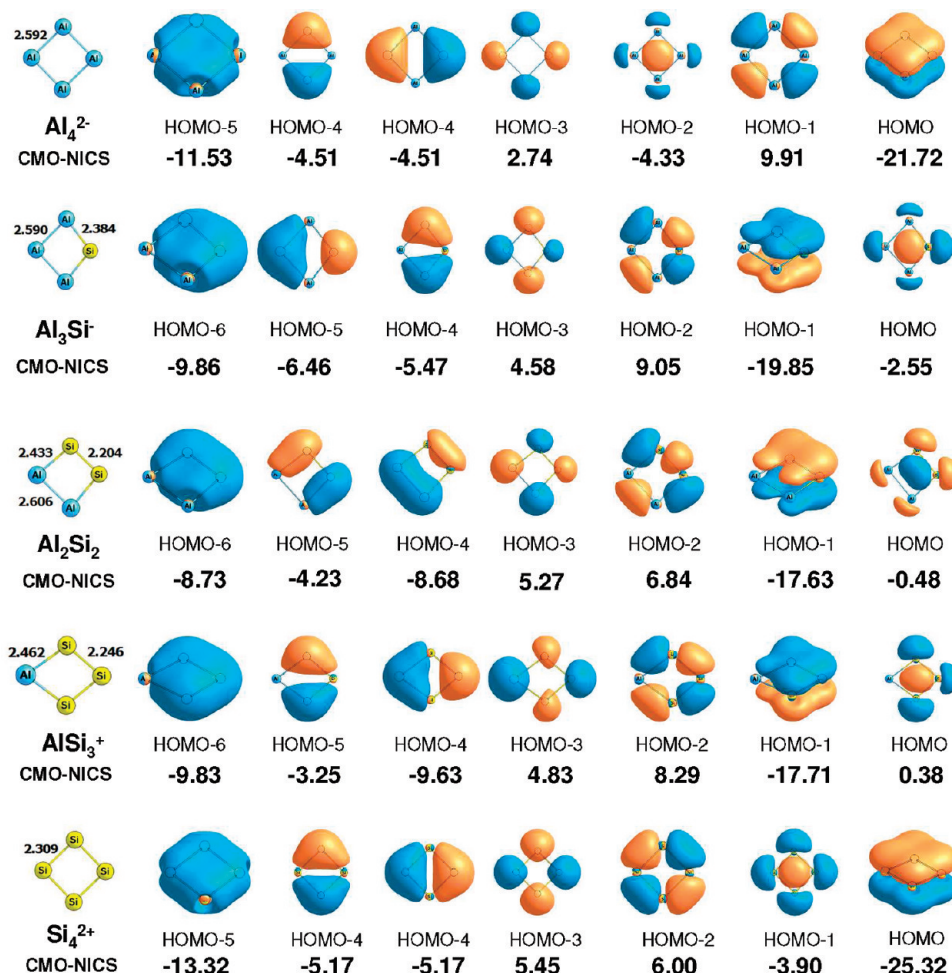 2.592
Al
Al Al
Al
Al₄²⁻ HOMO-5 HOMO-4 HOMO-4 HOMO-3 HOMO-2 HOMO-1 HOMO
CMO-NICS -11.53 -4.51 -4.51 2.74 -4.33 9.91 -21.72
2.590 Al 2.384
Al Si
Al
Al₃Si⁻ HOMO-6 HOMO-5 HOMO-4 HOMO-3 HOMO-2 HOMO-1 HOMO
CMO-NICS -9.86 -6.46 -5.47 4.58 9.05 -19.85 -2.55
2.433 Si 2.204
Al Si
2.606 Al
Al₂Si₂ HOMO-6 HOMO-5 HOMO-4 HOMO-3 HOMO-2 HOMO-1 HOMO
CMO-NICS -8.73 -4.23 -8.68 5.27 6.84 -17.63 -0.48
2.462 Si 2.246
Al Si
Si
AlSi₃⁺ HOMO-6 HOMO-5 HOMO-4 HOMO-3 HOMO-2 HOMO-1 HOMO
CMO-NICS -9.83 -3.25 -9.63 4.83 8.29 -17.71 0.38
2.309 Si
Si Si
Si
Si₄²⁺ HOMO-5 HOMO-4 HOMO-4 HOMO-3 HOMO-2 HOMO-1 HOMO
CMO-NICS -13.32 -5.17 -5.17 5.45 6.00 -3.90 -25.32